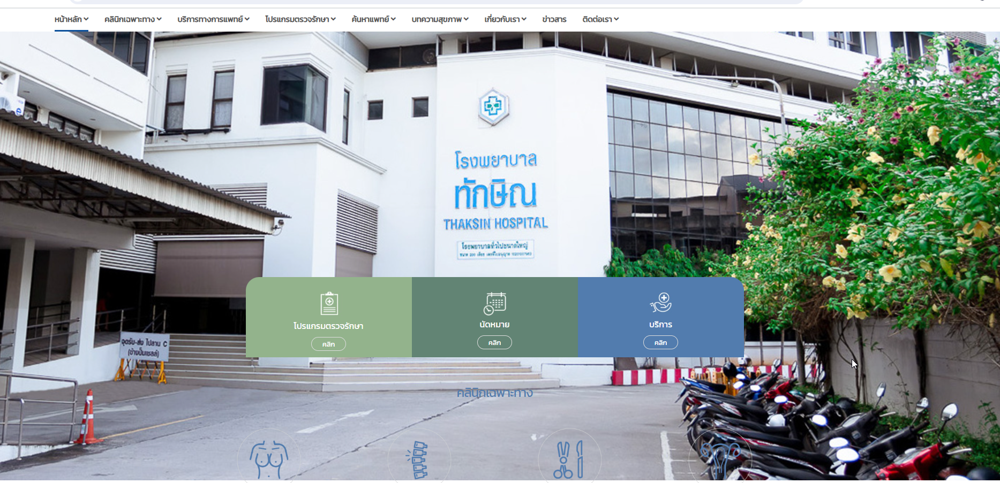 หน้าหลัก คลินิกเฉพาะทาง บริการทางการแพทย์ โปรแกรมตรวจรักษา ค้นหาแพทย์ บทความสุขภาพ เกี่ยวกับเรา ข่าวสาร ติดต่อเรา
โรงพยาบาล
ทักษิณ
THAKSIN HOSPITAL
โรงพยาบาลทั่วไปขนาดใหญ่
โปรแกรมตรวจรักษา
คลิก
นัดหมาย
คลิก
บริการ
คลิก
จุดรับ-ส่ง ไปลาน C
(ข้างปั๊มเชลล์)
คลินิกเฉพาะทาง